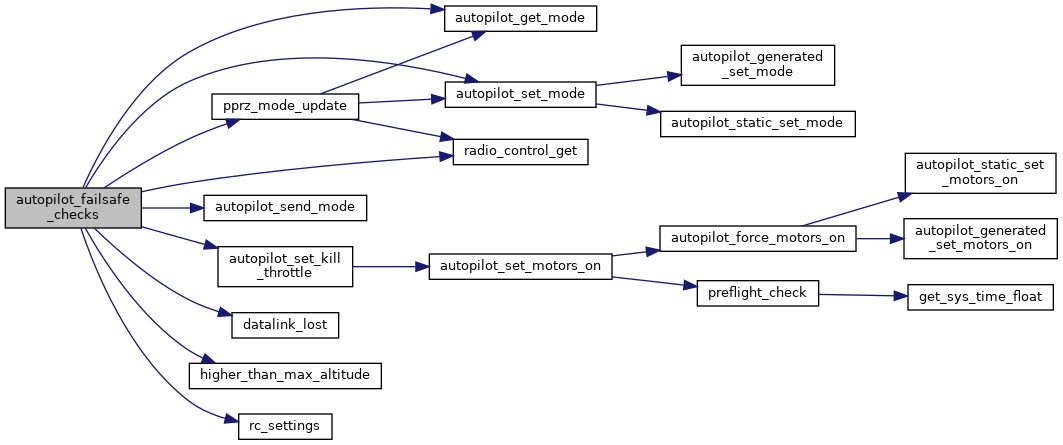 autopilot_failsafe
_checks
autopilot_get_mode
pprz_mode_update
autopilot_set_mode
autopilot_generated
_set_mode
autopilot_static_set_mode
radio_control_get
autopilot_send_mode
autopilot_set_kill
_throttle
autopilot_set_motors_on
autopilot_force_motors_on
autopilot_static_set
_motors_on
autopilot_generated
_set_motors_on
preflight_check
get_sys_time_float
datalink_lost
higher_than_max_altitude
rc_settings